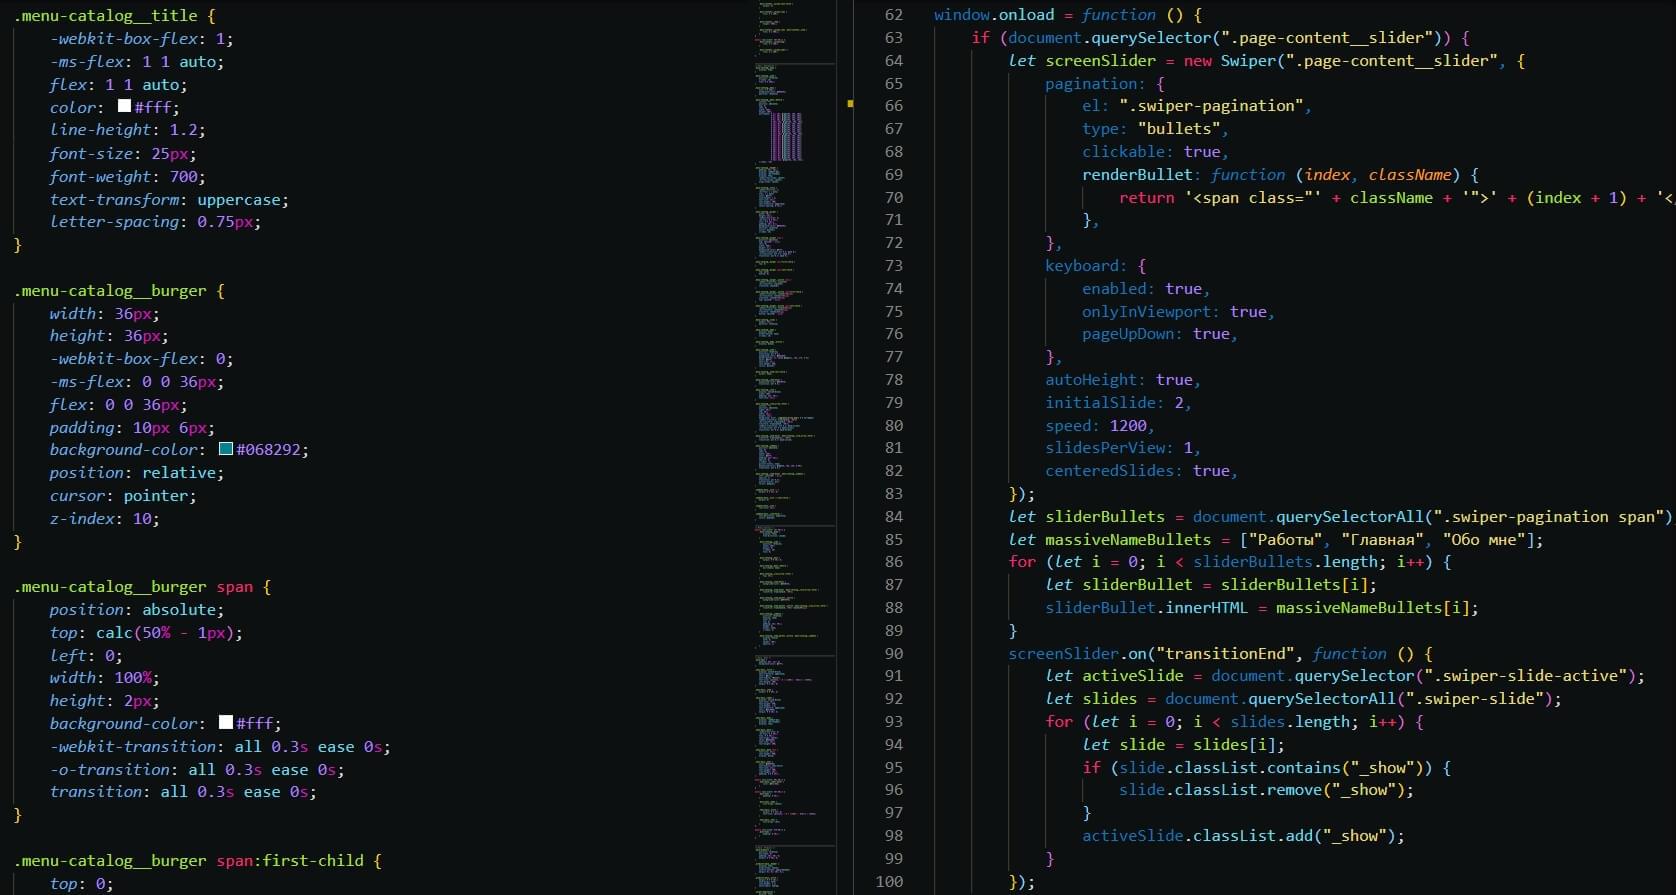 .menu-catalog__title {
-webkit-box-flex: 1;
-ms-flex: 1 1 auto;
flex: 1 1 auto;
color: #fff;
line-height: 1.2;
font-size: 25px;
font-weight: 700;
text-transform: uppercase;
letter-spacing: 0.75px;
}
.menu-catalog__burger {
width: 36px;
height: 36px;
-webkit-box-flex: 0;
-ms-flex: 0 0 36px;
flex: 0 0 36px;
padding: 10px 6px;
background-color: #068292;
position: relative;
cursor: pointer;
z-index: 10;
}
.menu-catalog__burger span {
position: absolute;
top: calc(50% - 1px);
left: 0;
width: 100%;
height: 2px;
background-color: #fff;
-webkit-transition: all 0.3s ease 0s;
-o-transition: all 0.3s ease 0s;
transition: all 0.3s ease 0s;
}
.menu-catalog__burger span:first-child {
top: 0;
62 window.onload = function () {
63 if (document.querySelector(".page-content__slider")) {
64 let screenSlider = new Swiper(".page-content__slider", {
65 pagination: {
66 el: ".swiper-pagination",
67 type: "bullets",
68 clickable: true,
69 renderBullet: function (index, className) {
70 return '<span class="' + className + '">' + (index + 1) + '<
71 },
72 },
73 keyboard: {
74 enabled: true,
75 onlyInViewport: true,
76 pageUpDown: true,
77 },
78 autoHeight: true,
79 initialSlide: 2,
80 speed: 1200,
81 slidesPerView: 1,
82 centeredSlides: true,
83 });
84 let sliderBullets = document.querySelectorAll(".swiper-pagination span")
85 let massiveNameBullets = ["Работы", "Главная", "Обо мне"];
86 for (let i = 0; i < sliderBullets.length; i++) {
87 let sliderBullet = sliderBullets[i];
88 sliderBullet.innerHTML = massiveNameBullets[i];
89 }
90 screenSlider.on("transitionEnd", function () {
91 let activeSlide = document.querySelector(".swiper-slide-active");
92 let slides = document.querySelectorAll(".swiper-slide");
93 for (let i = 0; i < slides.length; i++) {
94 let slide = slides[i];
95 if (slide.classList.contains("_show")) {
96 slide.classList.remove("_show");
97 }
98 activeSlide.classList.add("_show");
99 }
100 });